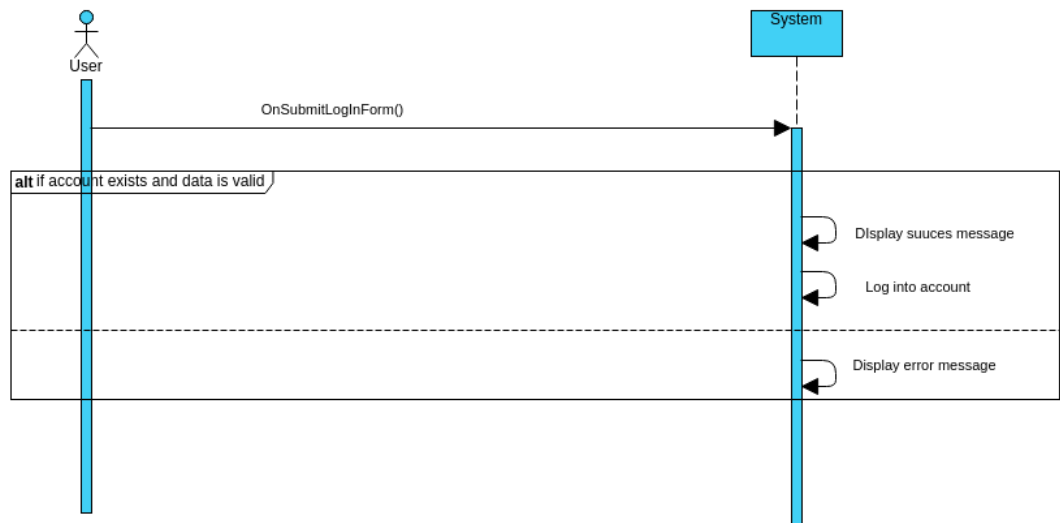 System
User
OnSubmitLogInForm()
alt if account exists and data is valid
DIsplay suuces message
Log into account
Display error message